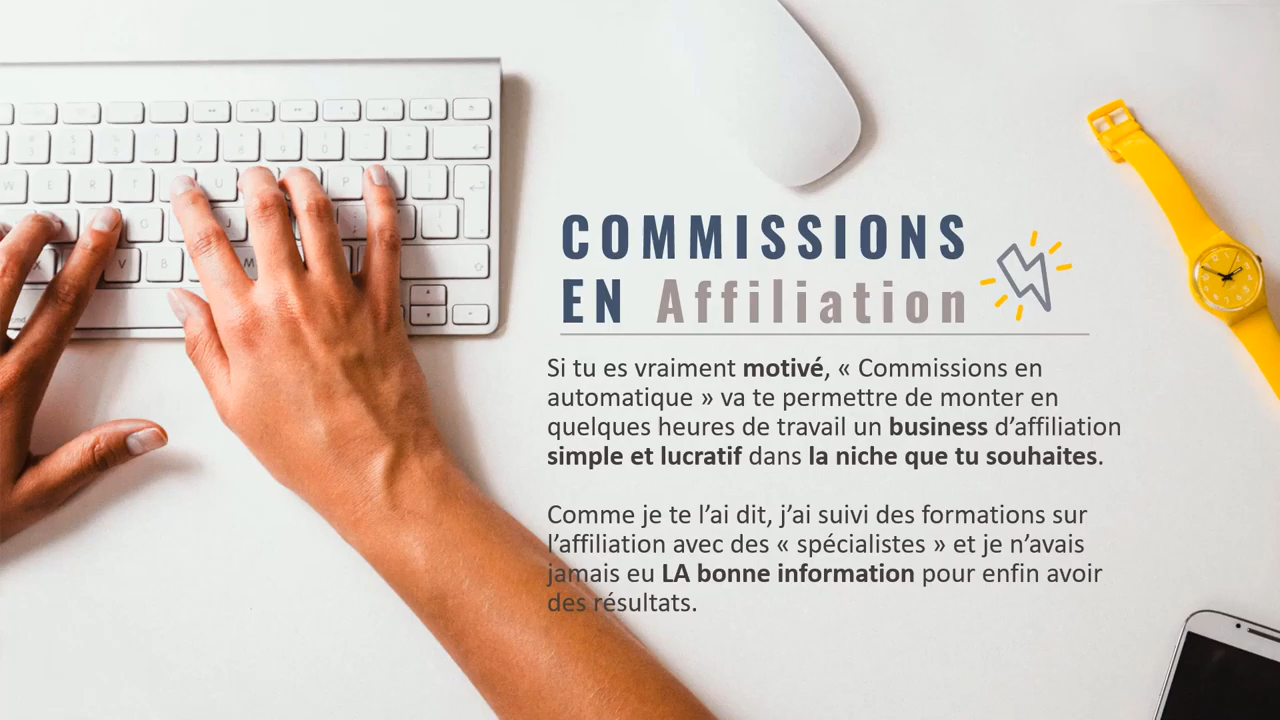 COMMISSIONS
EN Affiliation
Si tu es vraiment motivé, « Commissions en
automatique » va te permettre de monter en
quelques heures de travail un business d’affiliation
simple et lucratif dans la niche que tu souhaites.
Comme je te l’ai dit, j’ai suivi des formations sur
l’affiliation avec des « spécialistes » et je n’avais
jamais eu LA bonne information pour enfin avoir
des résultats.